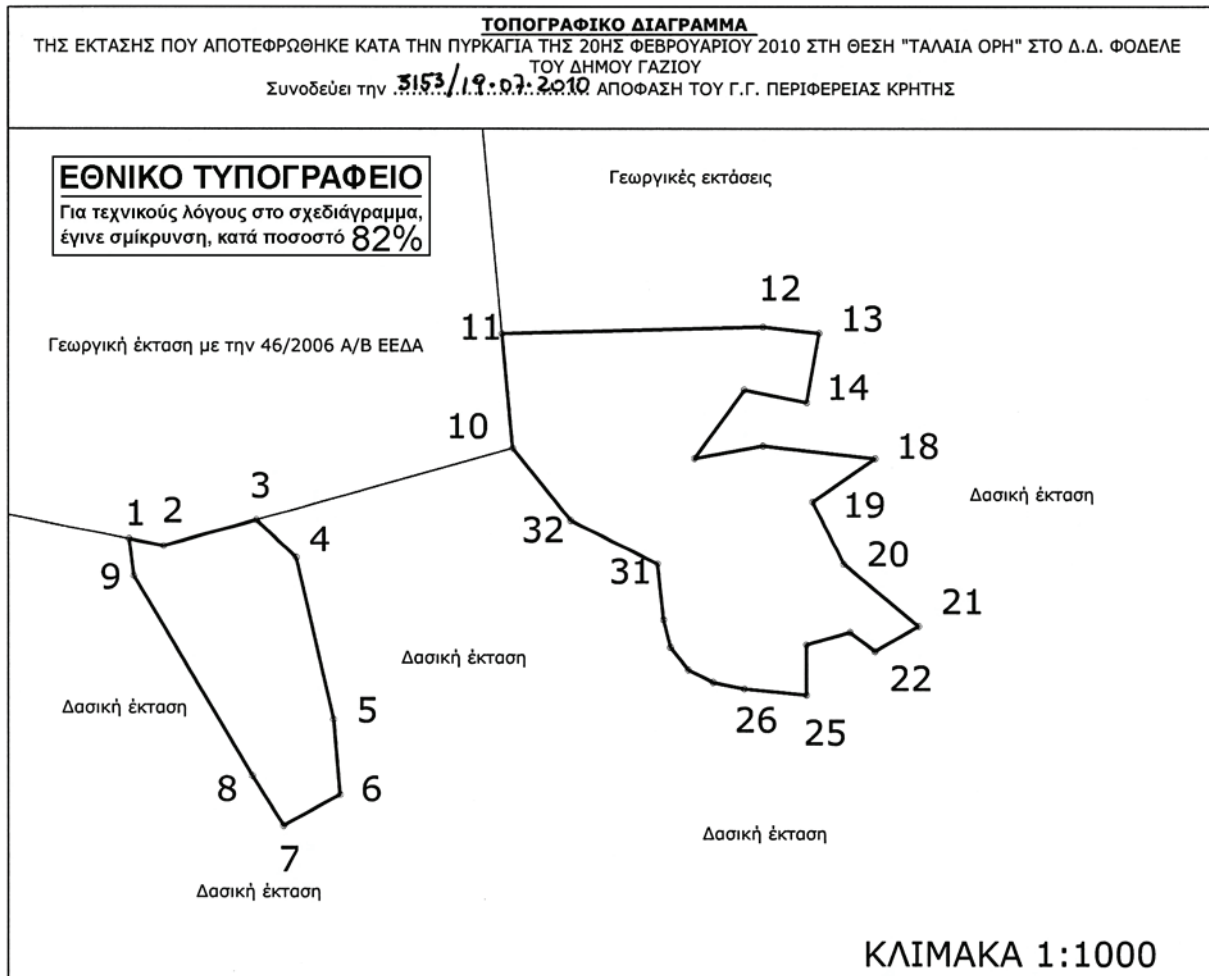 ΤΟΠΟΓΡΑΦΙΚΟ ΔΙΑΓΡΑΜΜΑ
ΤΗΣ ΕΚΤΑΣΗΣ ΠΟΥ ΑΠΟΤΕΦΡΩΘΗΚΕ ΚΑΤΑ ΤΗΝ ΠΥΡΚΑΓΙΑ ΤΗΣ 20ΗΣ ΦΕΒΡΟΥΑΡΙΟΥ 2010 ΣΤΗ ΘΕΣΗ "ΤΑΛΑΙΑ ΟΡΗ" ΣΤΟ Δ.Δ. ΦΟΔΕΛΕ
ΤΟΥ ΔΗΜΟΥ ΓΑΖΙΟΥ
Συνοδεύει την 3153/19.07.2010 ΑΠΟΦΑΣΗ ΤΟΥ Γ.Γ. ΠΕΡΙΦΕΡΕΙΑΣ ΚΡΗΤΗΣ
ΕΘΝΙΚΟ ΤΥΠΟΓΡΑΦΕΙΟ
Για τεχνικούς λόγους στο σχεδιάγραμμα,
έγινε σμίκρυνση, κατά ποσοστό 82%
Γεωργικές εκτάσεις
12
11
13
Γεωργική έκταση με την 46/2006 Α/Β ΕΕΔΑ
14
10
18
Δασική έκταση
3
19
1
2
32
4
20
9
31
21
Δασική έκταση
22
Δασική έκταση
5
26
25
8
6
Δασική έκταση
7
Δασική έκταση
ΚΛΙΜΑΚΑ 1:1000